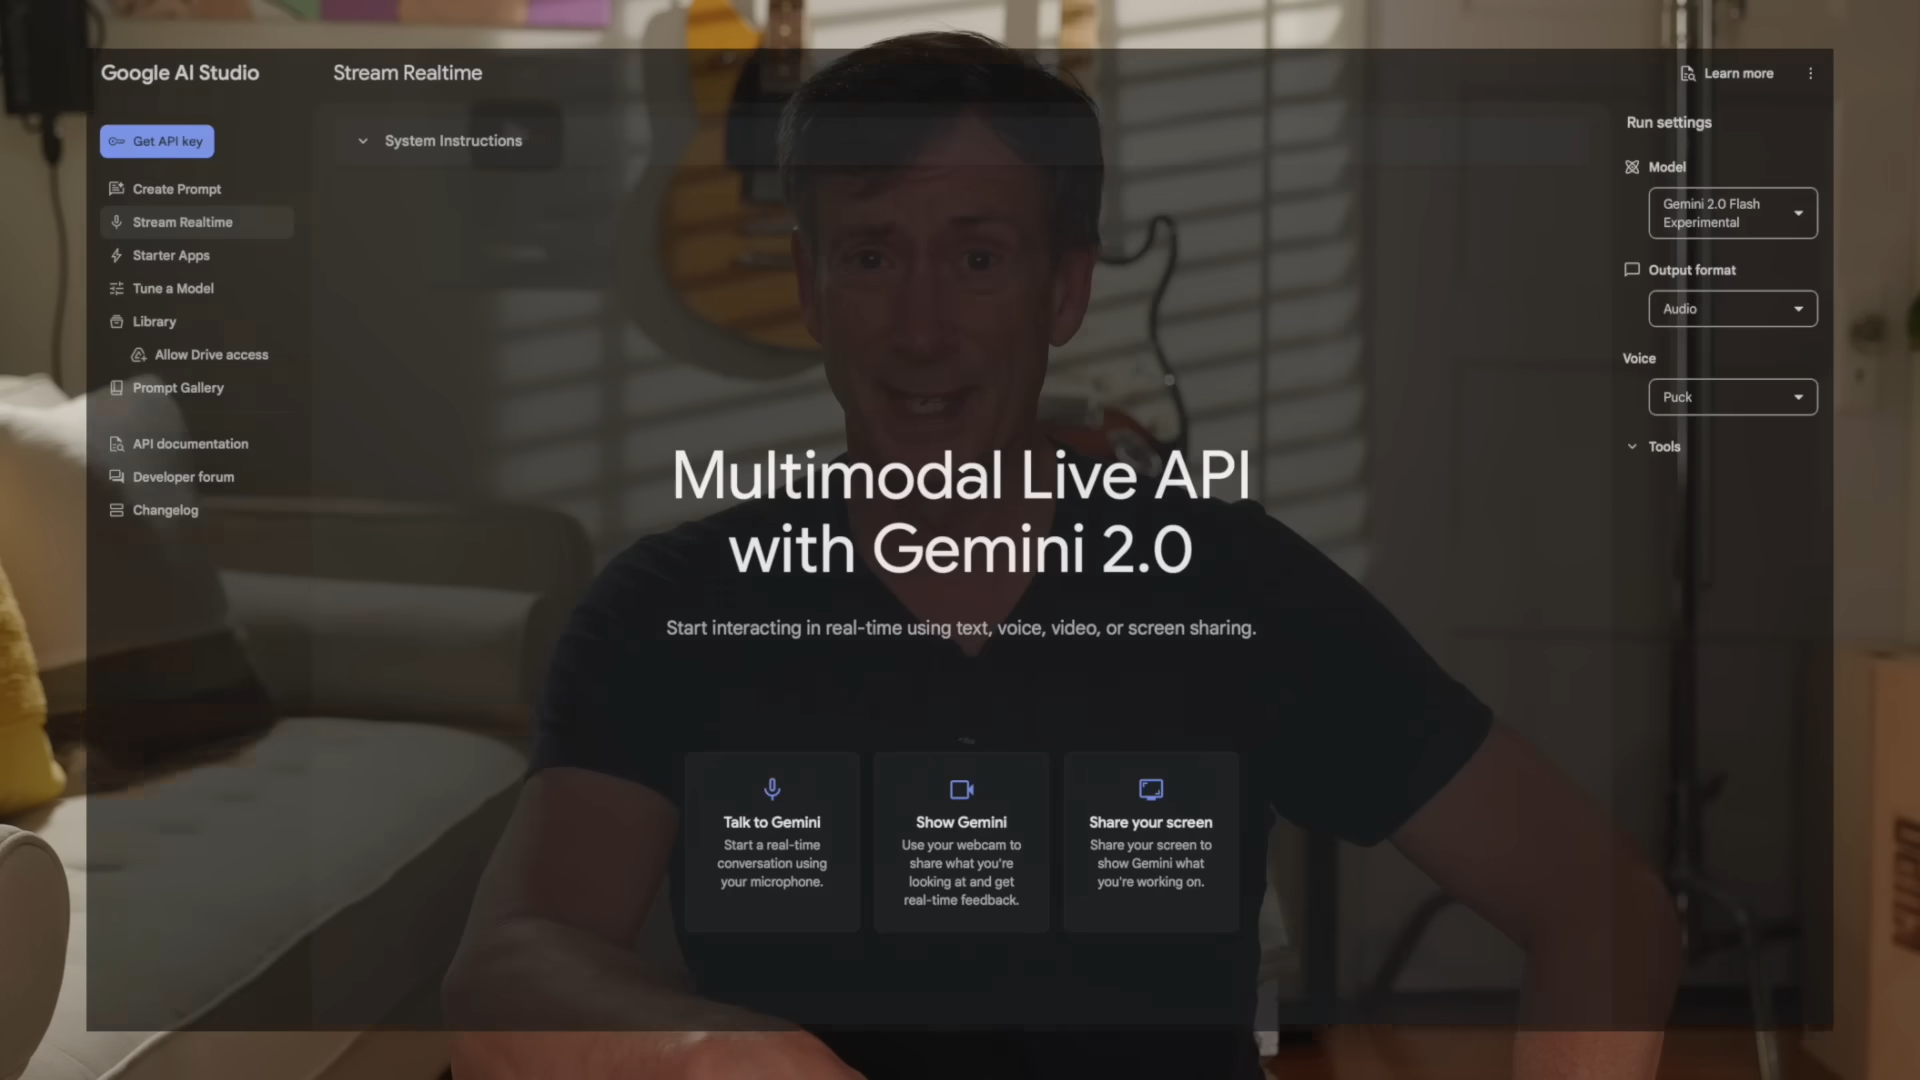 Google AI Studio
Stream Realtime
Learn more
Get API key
Create Prompt
Stream Realtime
Starter Apps
Tune a Model
Library
Allow Drive access
Prompt Gallery
API documentation
Developer forum
Changelog
System Instructions
Multimodal Live API
with Gemini 2.0
Start interacting in real-time using text, voice, video, or screen sharing.
Talk to Gemini
Start a real-time
conversation using
your microphone.
Show Gemini
Use your webcam to
share what you're
looking at and get
real-time feedback.
Share your screen
Share your screen to
show Gemini what
you're working on.
Run settings
Model
Gemini 2.0 Flash
Experimental
Output format
Audio
Voice
Puck
Tools